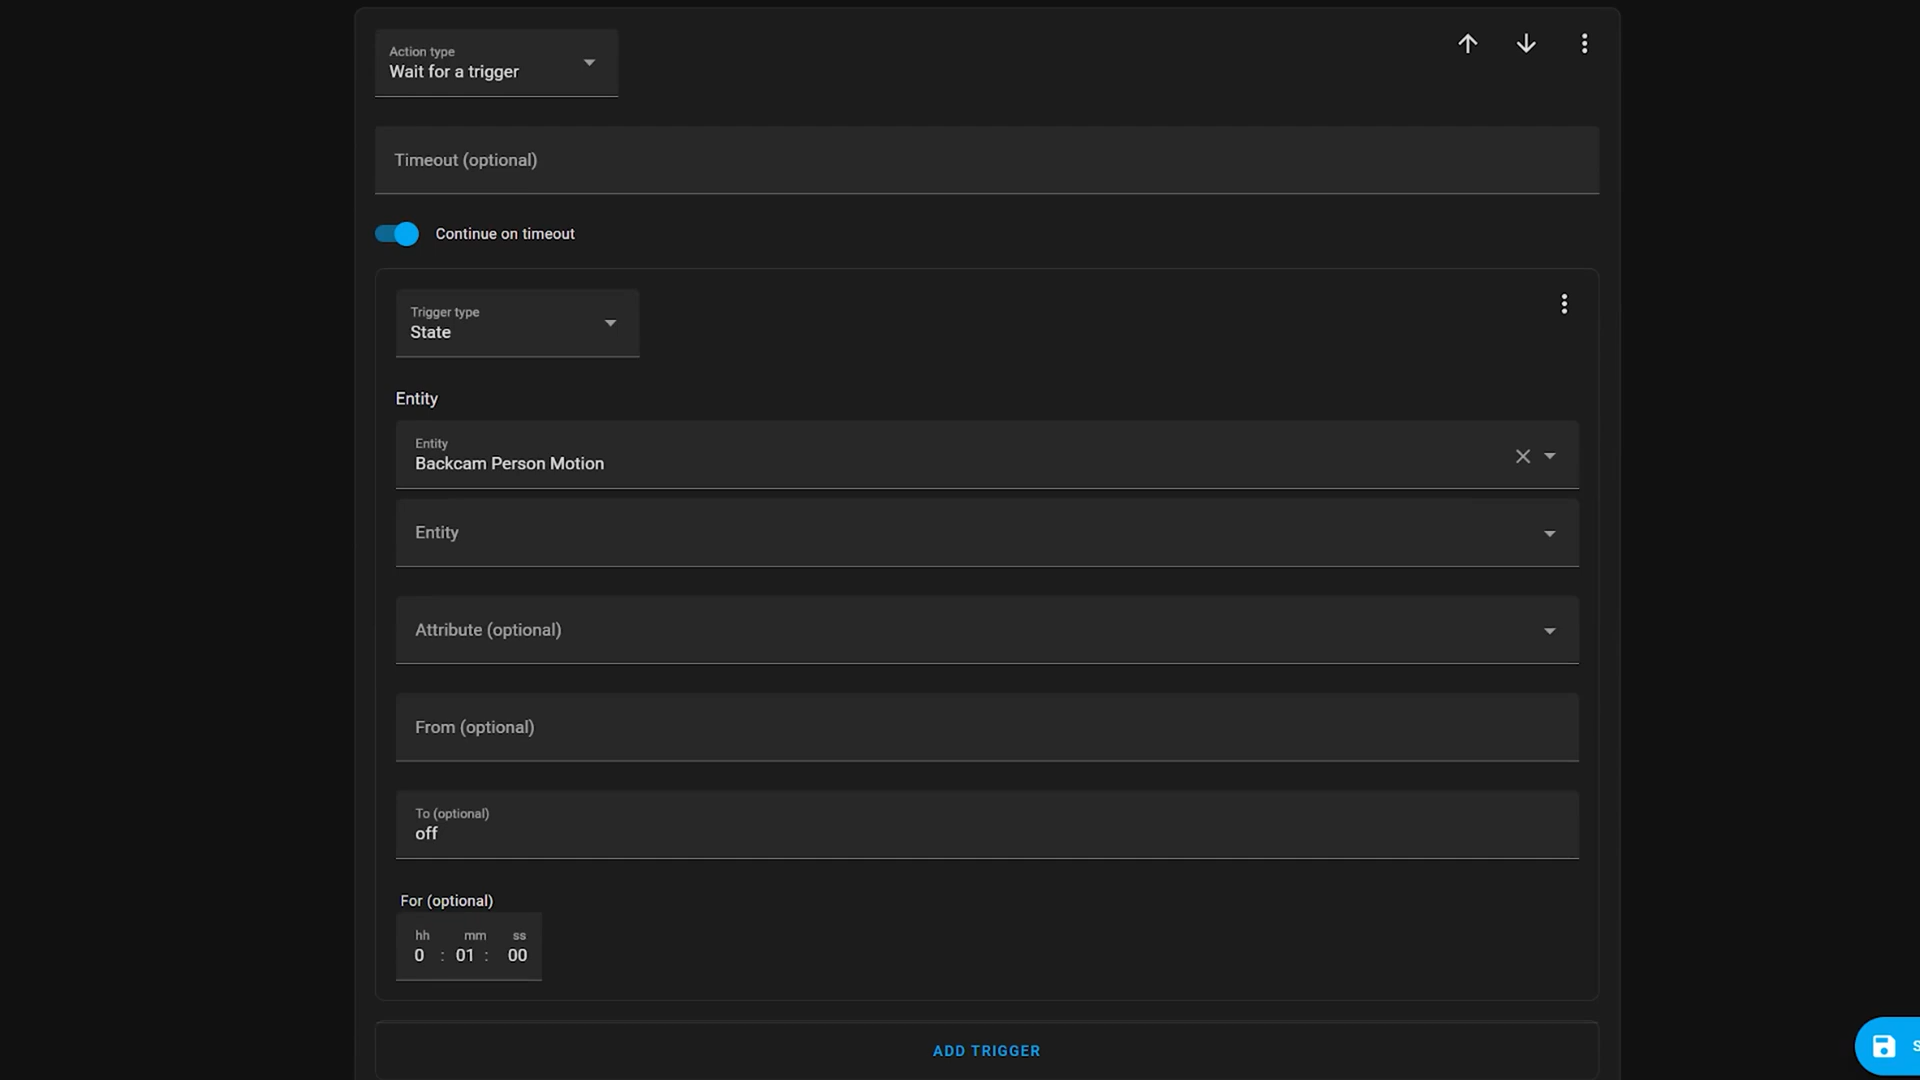 Action type
Wait for a trigger
Timeout (optional)
Continue on timeout
Trigger type
State
Entity
Entity
Backcam Person Motion
Entity
Attribute (optional)
From (optional)
To (optional)
off
For (optional)
hh mm ss
0 : 01 : 00
ADD TRIGGER